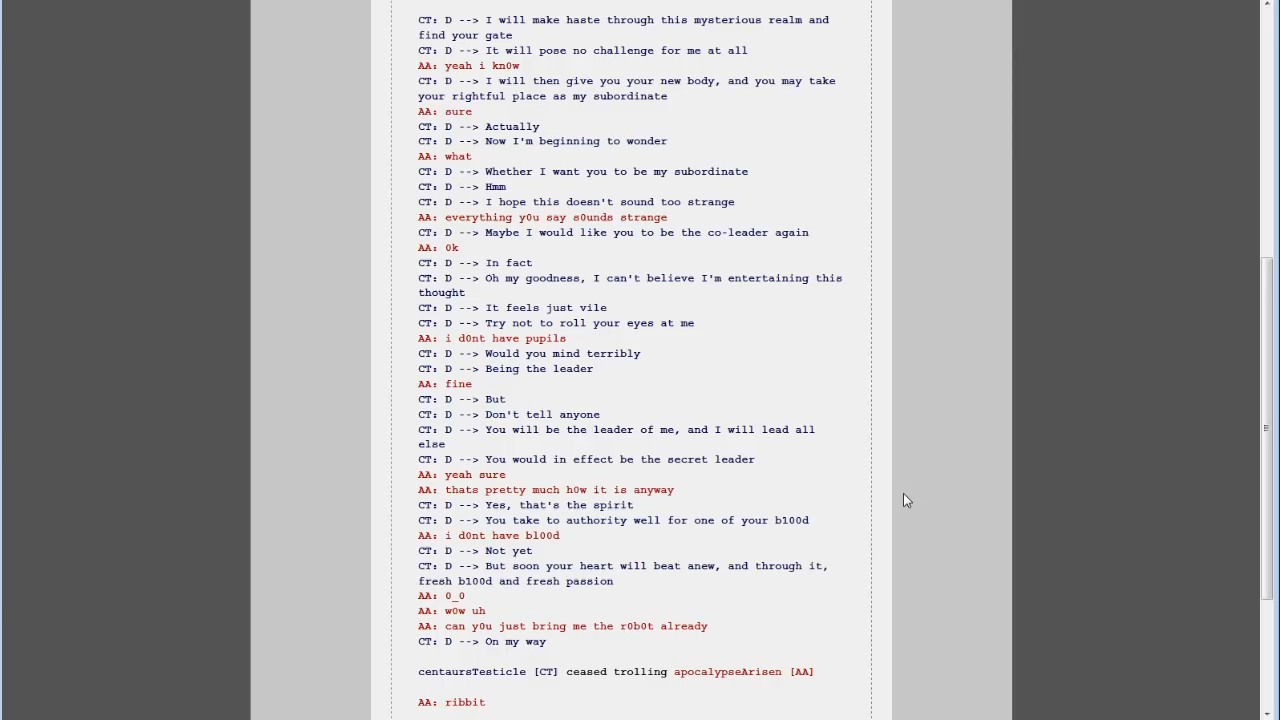 CT: D --> I will make haste through this mysterious realm and
find your gate
CT: D --> It will pose no challenge for me at all
AA: yeah i kn0w
CT: D --> I will then give you your new body, and you may take
your rightful place as my subordinate
AA: sure
CT: D --> Actually
CT: D --> Now I'm beginning to wonder
AA: what
CT: D --> Whether I want you to be my subordinate
CT: D --> Hmm
CT: D --> I hope this doesn't sound too strange
AA: everything y0u say s0unds strange
CT: D --> Maybe I would like you to be the co-leader again
AA: 0k
CT: D --> In fact
CT: D --> Oh my goodness, I can't believe I'm entertaining this
thought
CT: D --> It feels just vile
CT: D --> Try not to roll your eyes at me
AA: i d0nt have pupils
CT: D --> Would you mind terribly
CT: D --> Being the leader
AA: fine
CT: D --> But
CT: D --> Don't tell anyone
CT: D --> You will be the leader of me, and I will lead all
else
CT: D --> You would in effect be the secret leader
AA: yeah sure
AA: thats pretty much h0w it is anyway
CT: D --> Yes, that's the spirit
CT: D --> You take to authority well for one of your b100d
AA: i d0nt have bl00d
CT: D --> Not yet
CT: D --> But soon your heart will beat anew, and through it,
fresh b100d and fresh passion
AA: 0_0
AA: w0w uh
AA: can y0u just bring me the r0b0t already
CT: D --> On my way
centaursTesticle [CT] ceased trolling apocalypseArisen [AA]
AA: ribbit